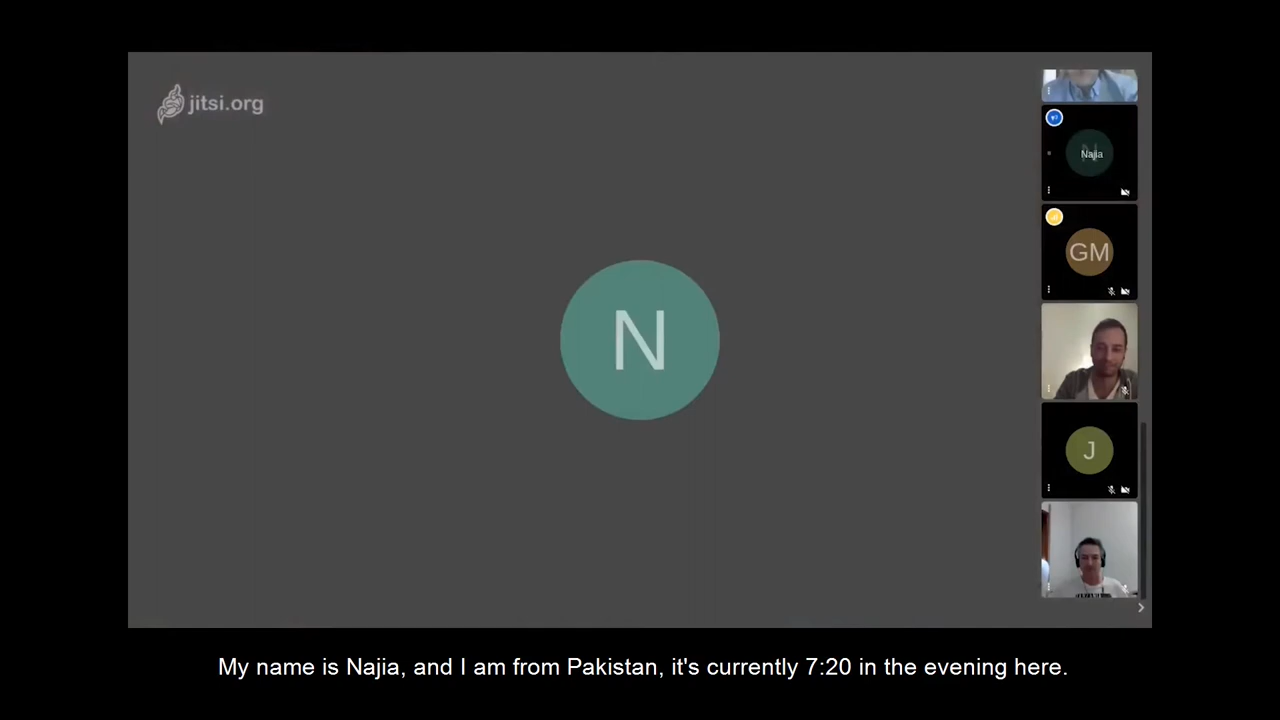 jitsi.org
Najia
GM
N
J
My name is Najia, and I am from Pakistan, it's currently 7:20 in the evening here.